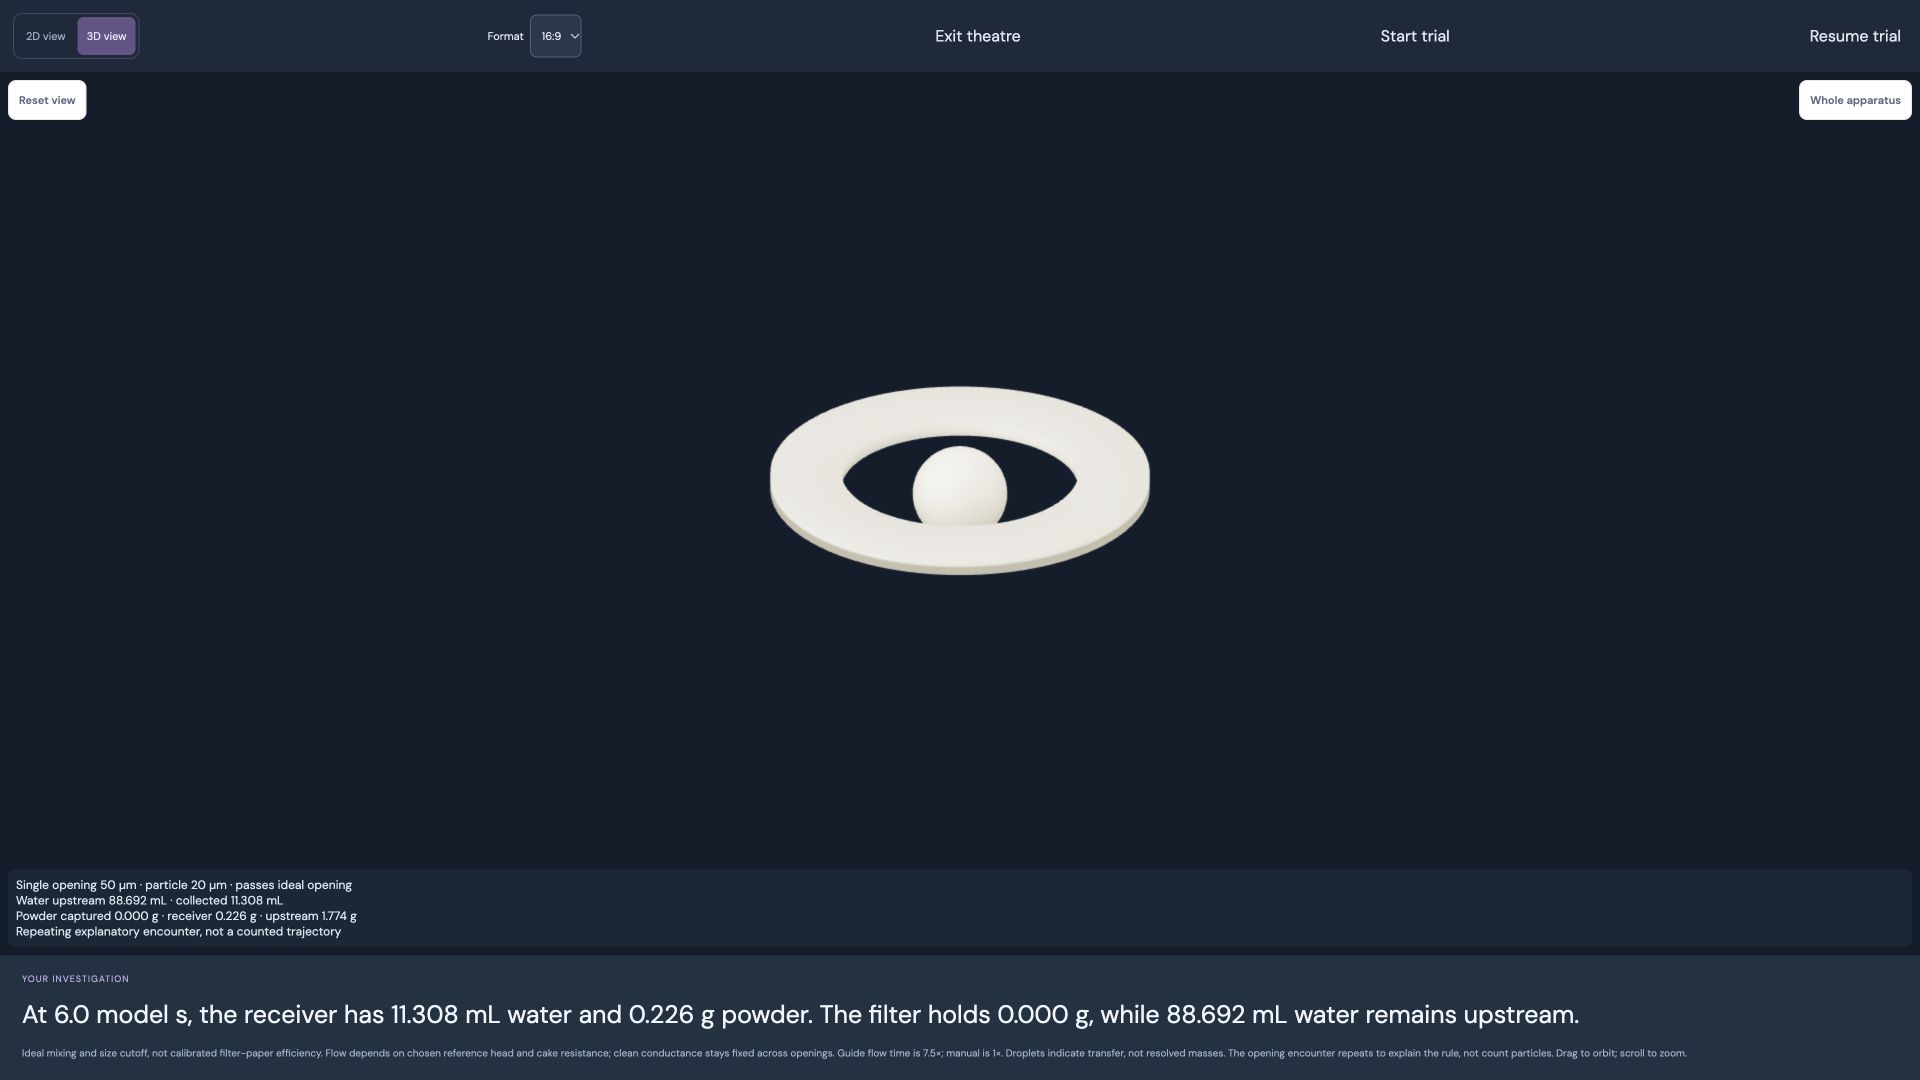 2D view
3D view
Format
16:9
Exit theatre
Start trial
Resume trial
Reset view
Whole apparatus
Single opening 50 µm · particle 20 µm · passes ideal opening
Water upstream 88.692 mL · collected 11.308 mL
Powder captured 0.000 g · receiver 0.226 g · upstream 1.774 g
Repeating explanatory encounter, not a counted trajectory
YOUR INVESTIGATION
At 6.0 model s, the receiver has 11.308 mL water and 0.226 g powder. The filter holds 0.000 g, while 88.692 mL water remains upstream.
Ideal mixing and size cutoff, not calibrated filter-paper efficiency. Flow depends on chosen reference head and cake resistance; clean conductance stays fixed across openings. Guide flow time is 7.5×; manual is 1×. Droplets indicate transfer, not resolved masses. The opening encounter repeats to explain the rule, not count particles. Drag to orbit; scroll to zoom.